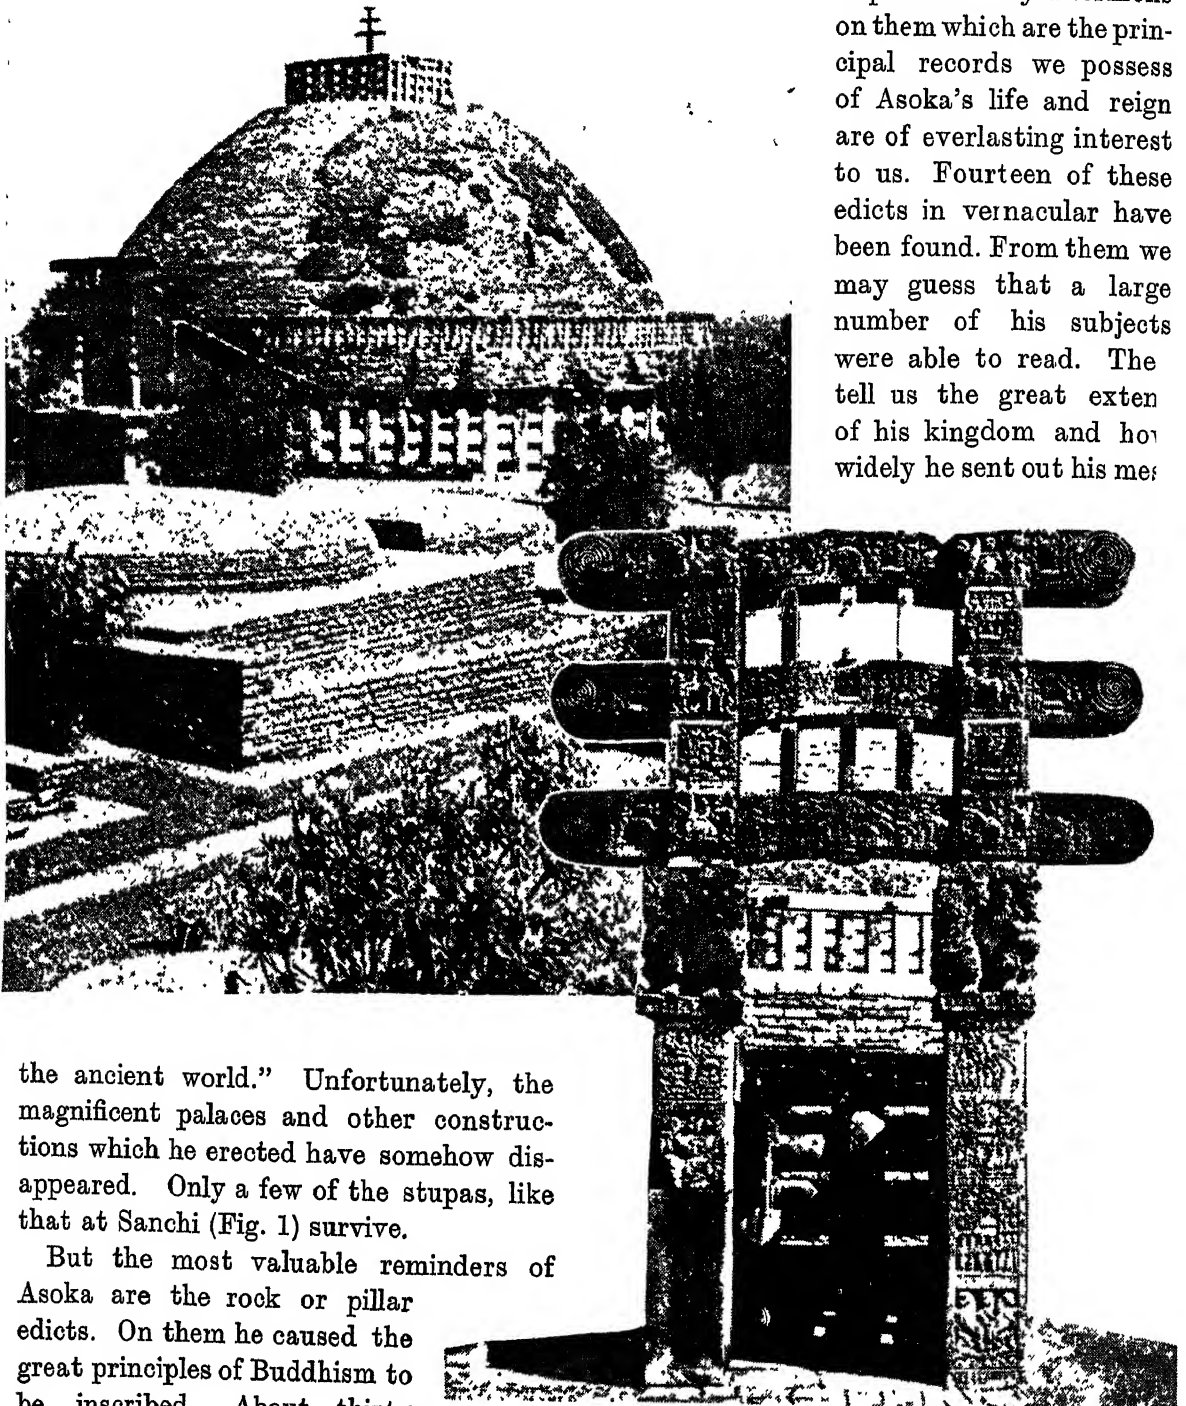 the ancient world.” Unfortunately, the
magnificent palaces and other construc-
tions which he erected have somehow dis-
appeared. Only a few of the stupas, like
that at Sanchi (Fig. 1) survive.
But the most valuable reminders of
Asoka are the rock or pillar
edicts. On them he caused the
great principles of Buddhism to
be inscribed. About
on them which are the prin-
cipal records we possess
of Asoka’s life and reign
are of everlasting interest
to us. Fourteen of these
edicts in vernacular have
been found. From them we
may guess that a large
number of his subjects
were able to read. The
tell us the great exten
of his kingdom and ho
widely he sent out his me